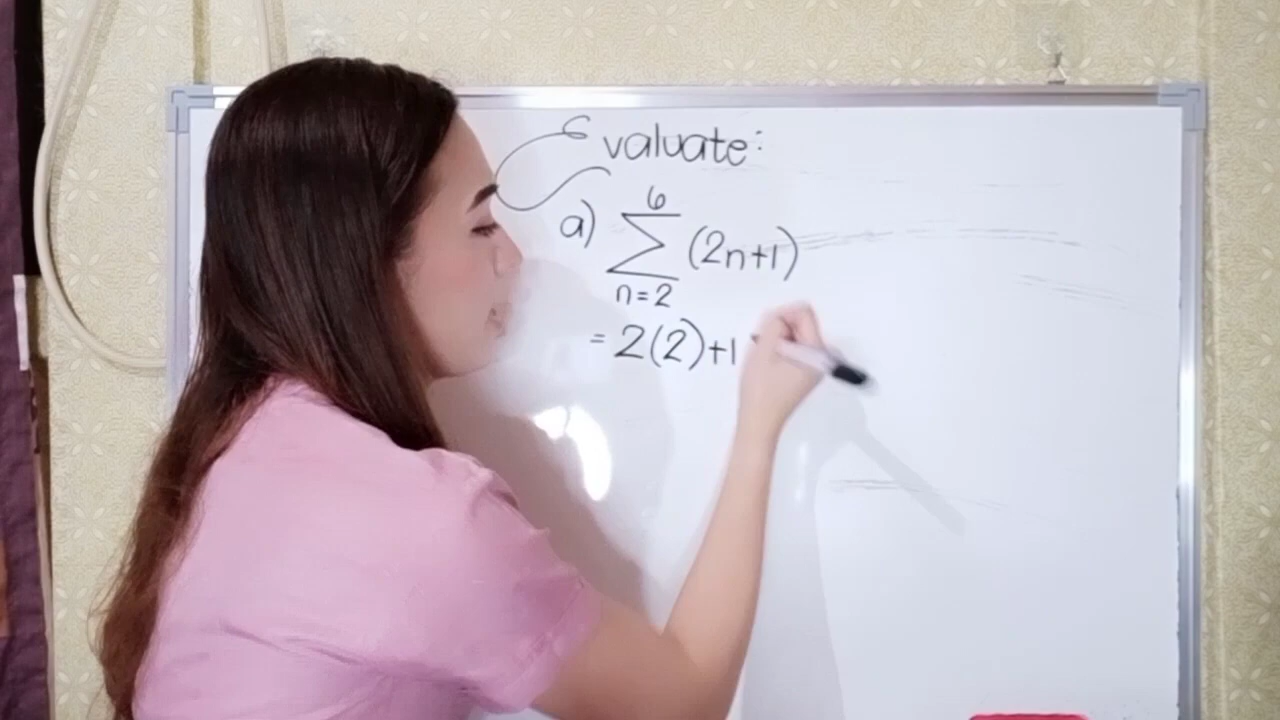 Evaluate:
a) 6
∑ (2n+1)
n=2
= 2(2)+1